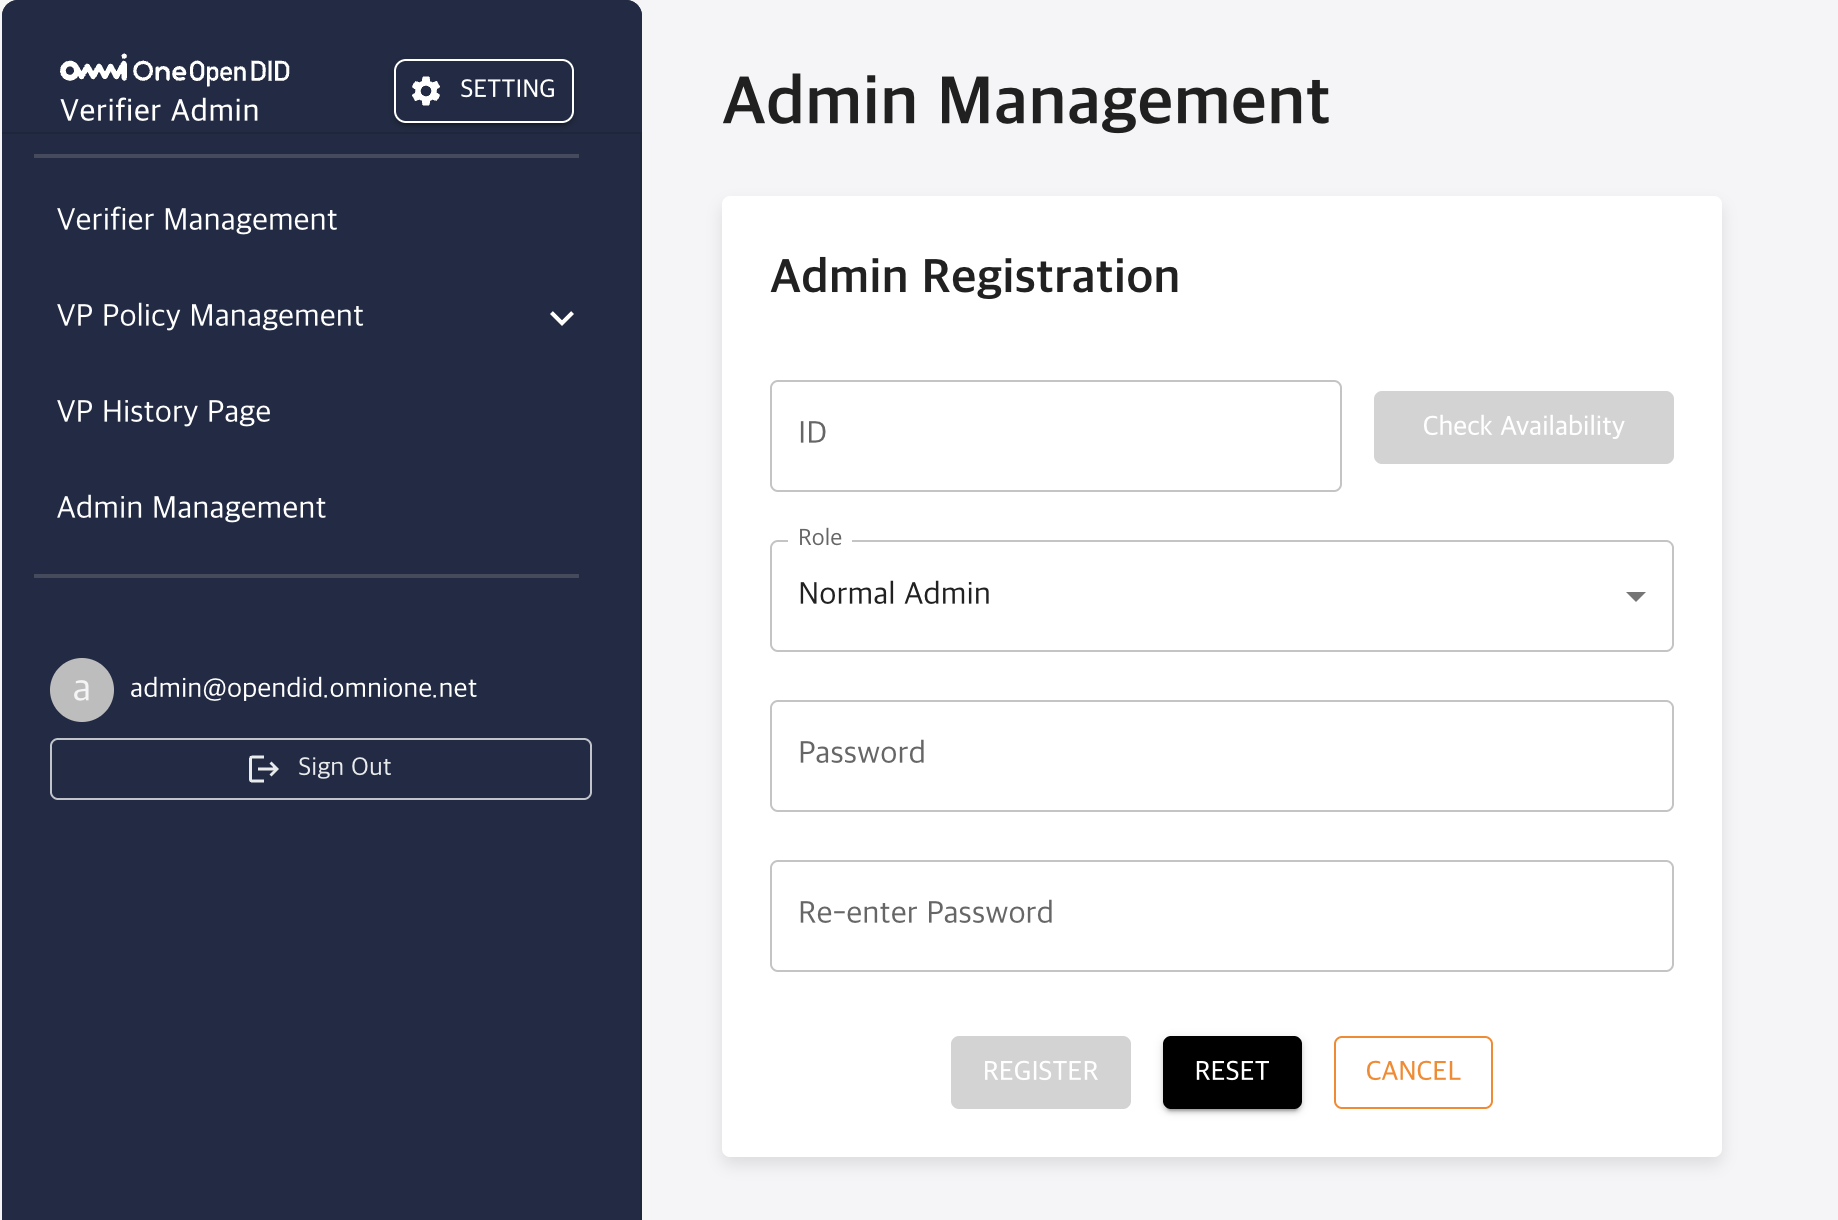 omni One Open DID
Verifier Admin
SETTING
Verifier Management
VP Policy Management
VP History Page
Admin Management
a
admin@opendid.omnione.net
Sign Out
Admin Management
Admin Registration
ID
Check Availability
Role
Normal Admin
Password
Re-enter Password
REGISTER
RESET
CANCEL